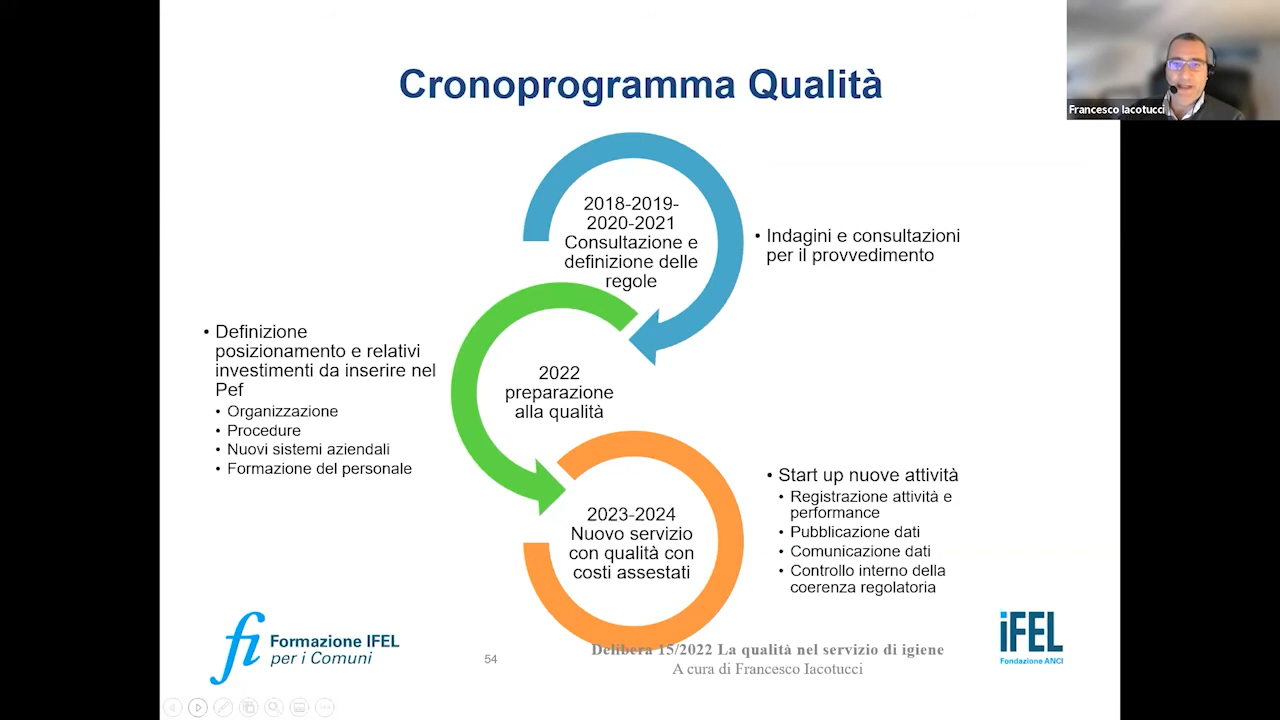 Cronoprogramma Qualità
Francesco Iacotucci
2018-2019-
2020-2021
Consultazione e
definizione delle
regole
• Indagini e consultazioni
per il provvedimento
• Definizione
posizionamento e relativi
investimenti da inserire nel
Pef
• Organizzazione
• Procedure
• Nuovi sistemi aziendali
• Formazione del personale
2022
preparazione
alla qualità
2023-2024
Nuovo servizio
con qualità con
costi assestati
• Start up nuove attività
• Registrazione attività e
performance
• Pubblicazione dati
• Comunicazione dati
• Controllo interno della
coerenza regolatoria
fi
Formazione IFEL
per i Comuni
54
Delibera 15/2022 La qualità nel servizio di igiene
A cura di Francesco Iacotucci
iFEL
Fondazione ANCI